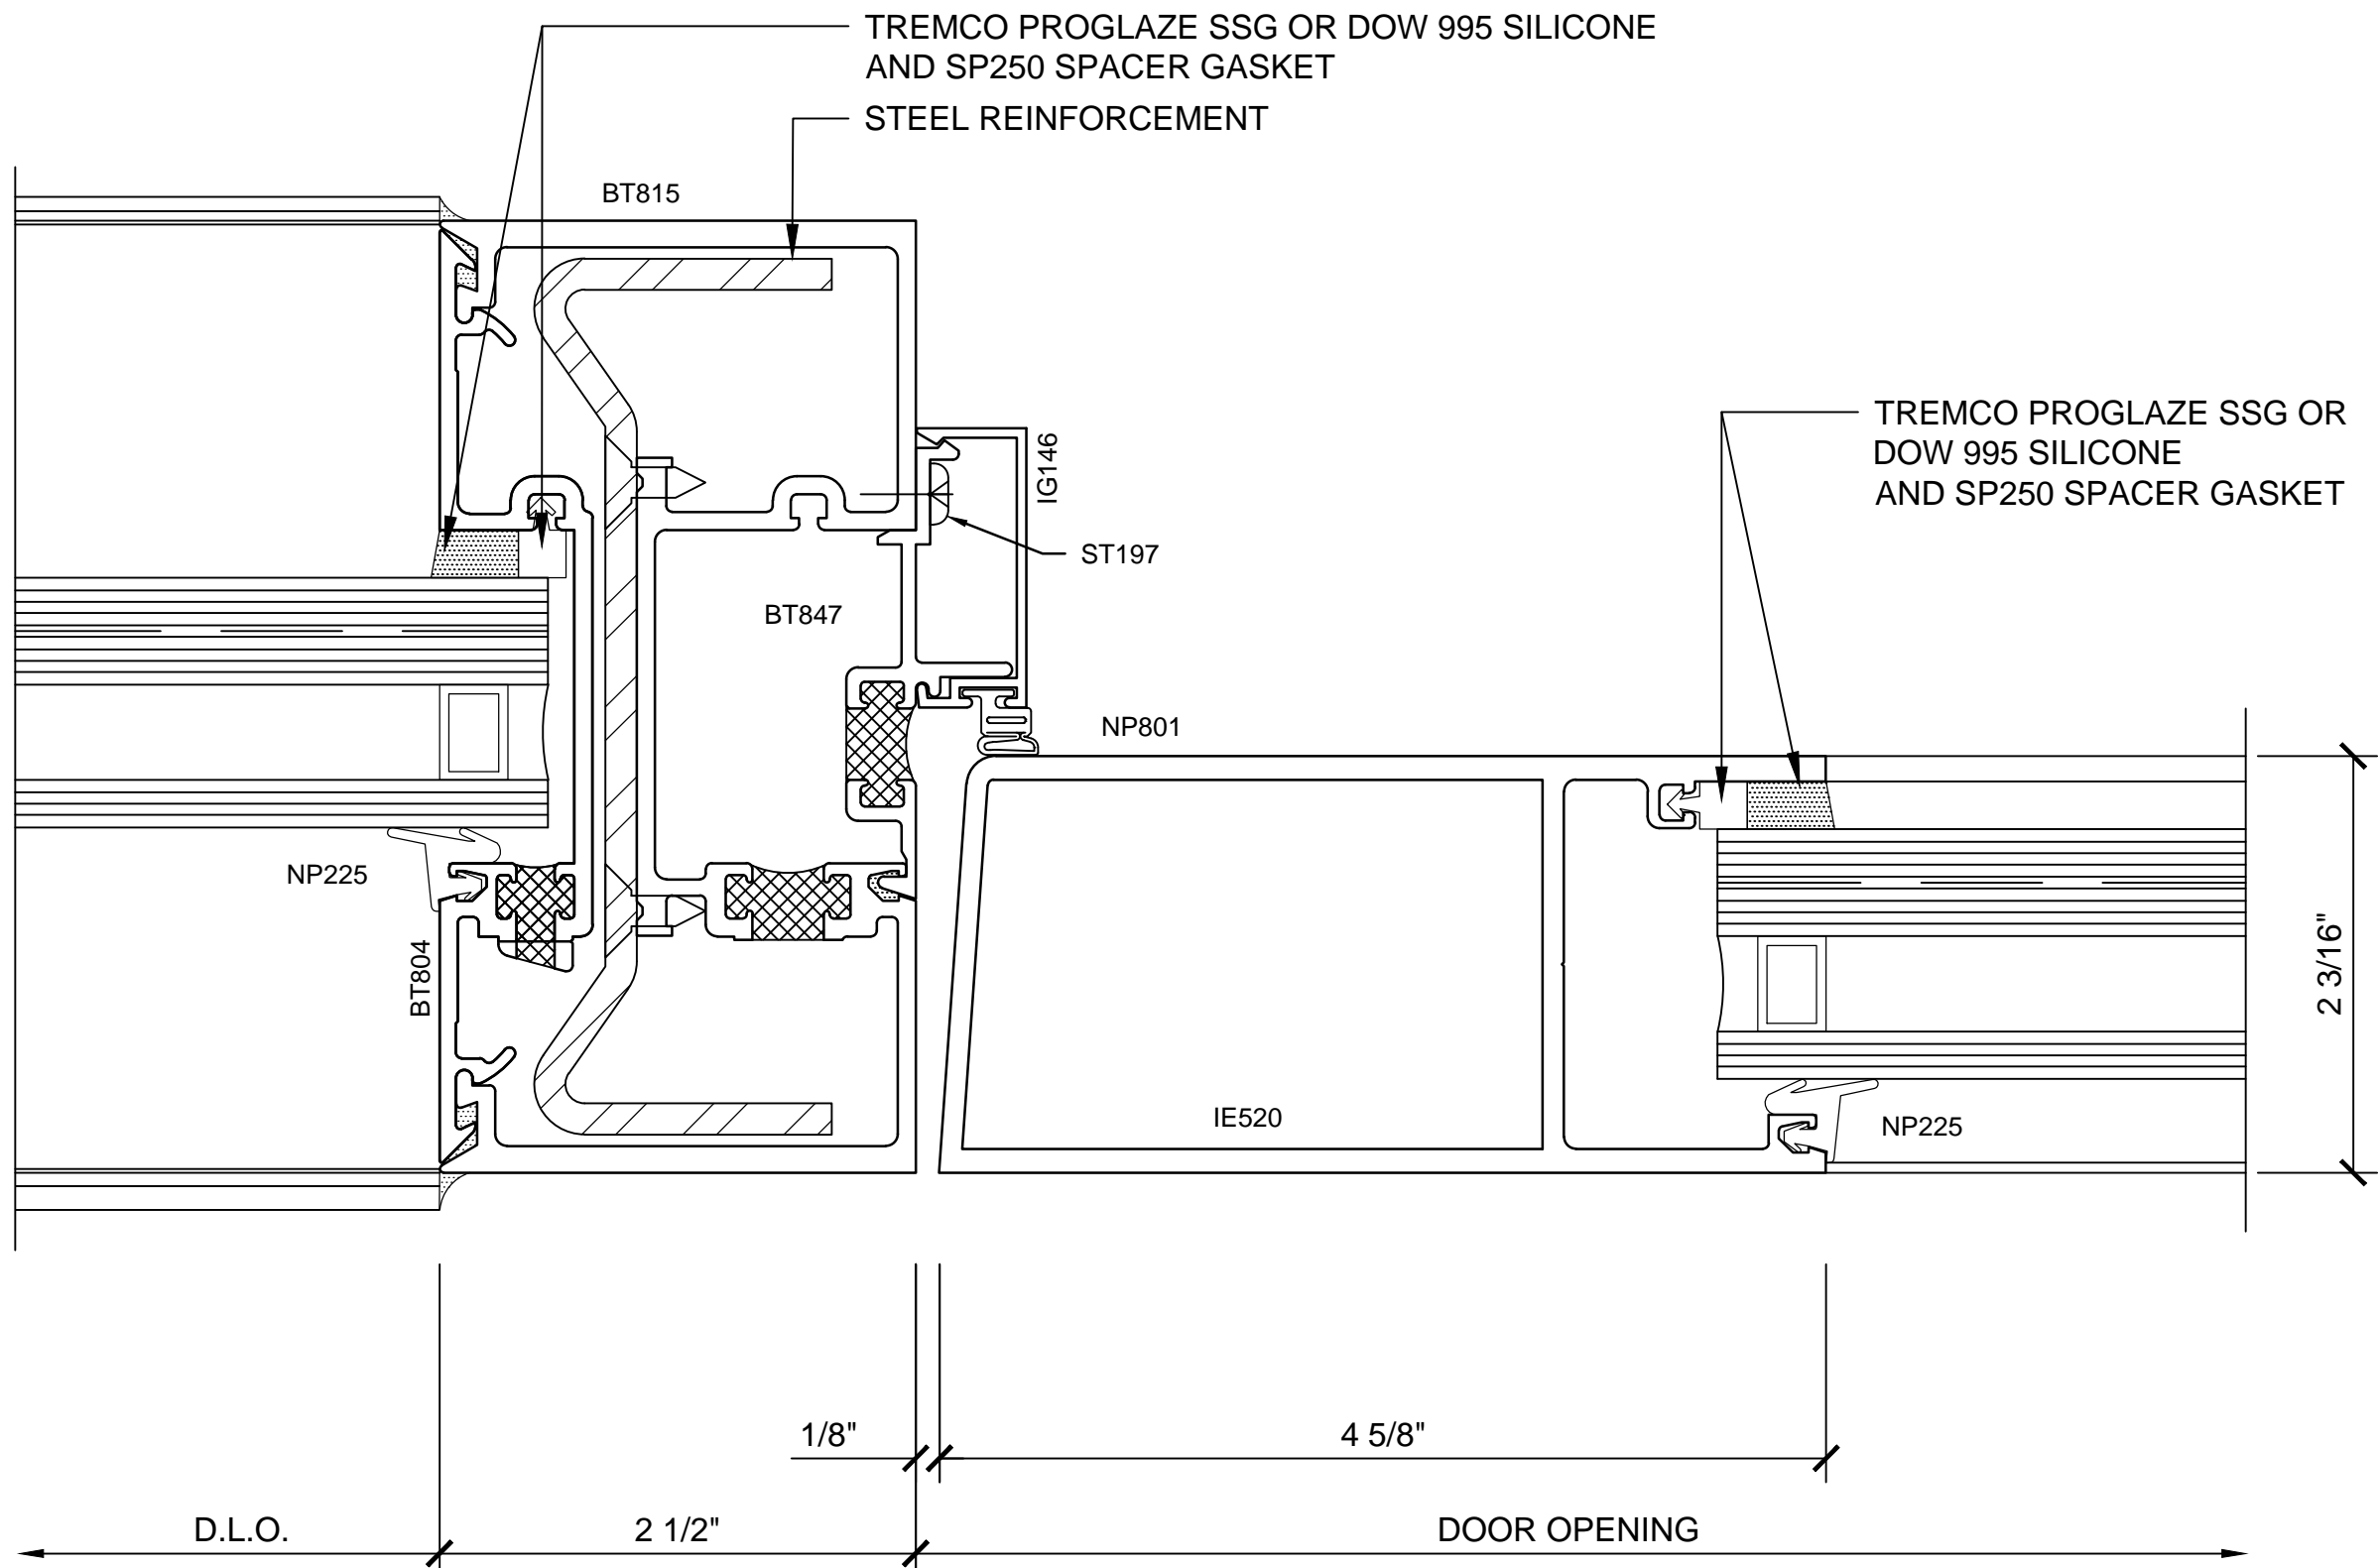 TREMCO PROGLAZE SSG OR DOW 995 SILICONE
AND SP250 SPACER GASKET
STEEL REINFORCEMENT
BT815
IG146
TREMCO PROGLAZE SSG OR
DOW 995 SILICONE
AND SP250 SPACER GASKET
ST197
BT847
NP801
NP225
BT804
2 3/16"
IE520
NP225
1/8"
4 5/8"
D.L.O.
2 1/2"
DOOR OPENING